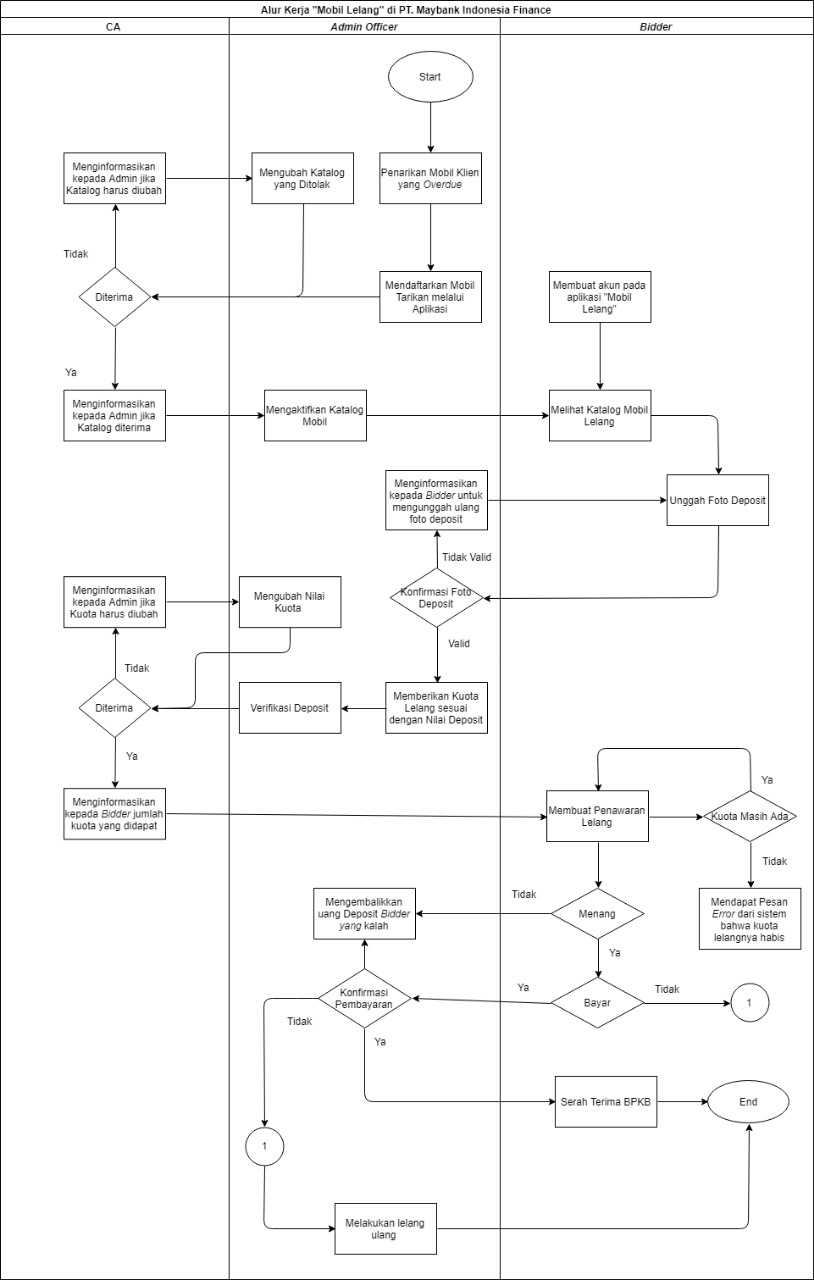 Alur Kerja "Mobil Lelang" di PT. Maybank Indonesia Finance
CA
Admin Officer
Bidder
Start
Menginformasikan
kepada Admin jika
Katalog harus diubah
Mengubah Katalog
yang Ditolak
Penarikan Mobil Klien
yang Overdue
Tidak
Diterima
Mendaftarkan Mobil
Tarikan melalui
Aplikasi
Membuat akun pada
aplikasi "Mobil
Lelang"
Ya
Menginformasikan
kepada Admin jika
Katalog diterima
Mengaktifkan Katalog
Mobil
Melihat Katalog Mobil
Lelang
Menginformasikan
kepada Bidder untuk
mengunggah ulang
foto deposit
Unggah Foto Deposit
Tidak Valid
Menginformasikan
kepada Admin jika
Kuota harus diubah
Mengubah Nilai
Kuota
Konfirmasi Foto
Deposit
Valid
Tidak
Diterima
Verifikasi Deposit
Memberikan Kuota
Lelang sesuai
dengan Nilai Deposit
Ya
Ya
Menginformasikan
kepada Bidder jumlah
kuota yang didapat
Membuat Penawaran
Lelang
Kuota Masih Ada
Tidak
Tidak
Mengembalikkan
uang Deposit Bidder
yang kalah
Menang
Mendapat Pesan
Error dari sistem
bahwa kuota
lelangnya habis
Ya
Konfirmasi
Pembayaran
Ya
Bayar
Tidak
1
Tidak
Ya
Serah Terima BPKB
End
1
Melakukan lelang
ulang